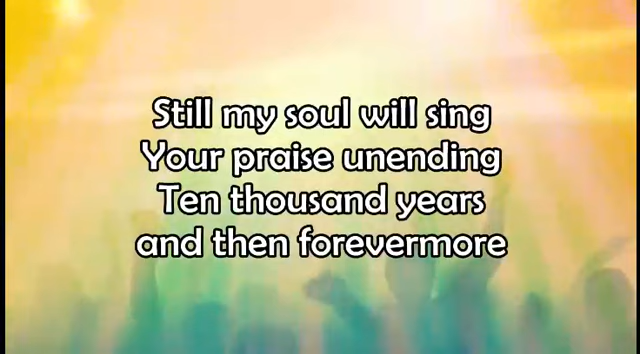 Still my soul will sing
Your praise unending
Ten thousand years
and then forevermore